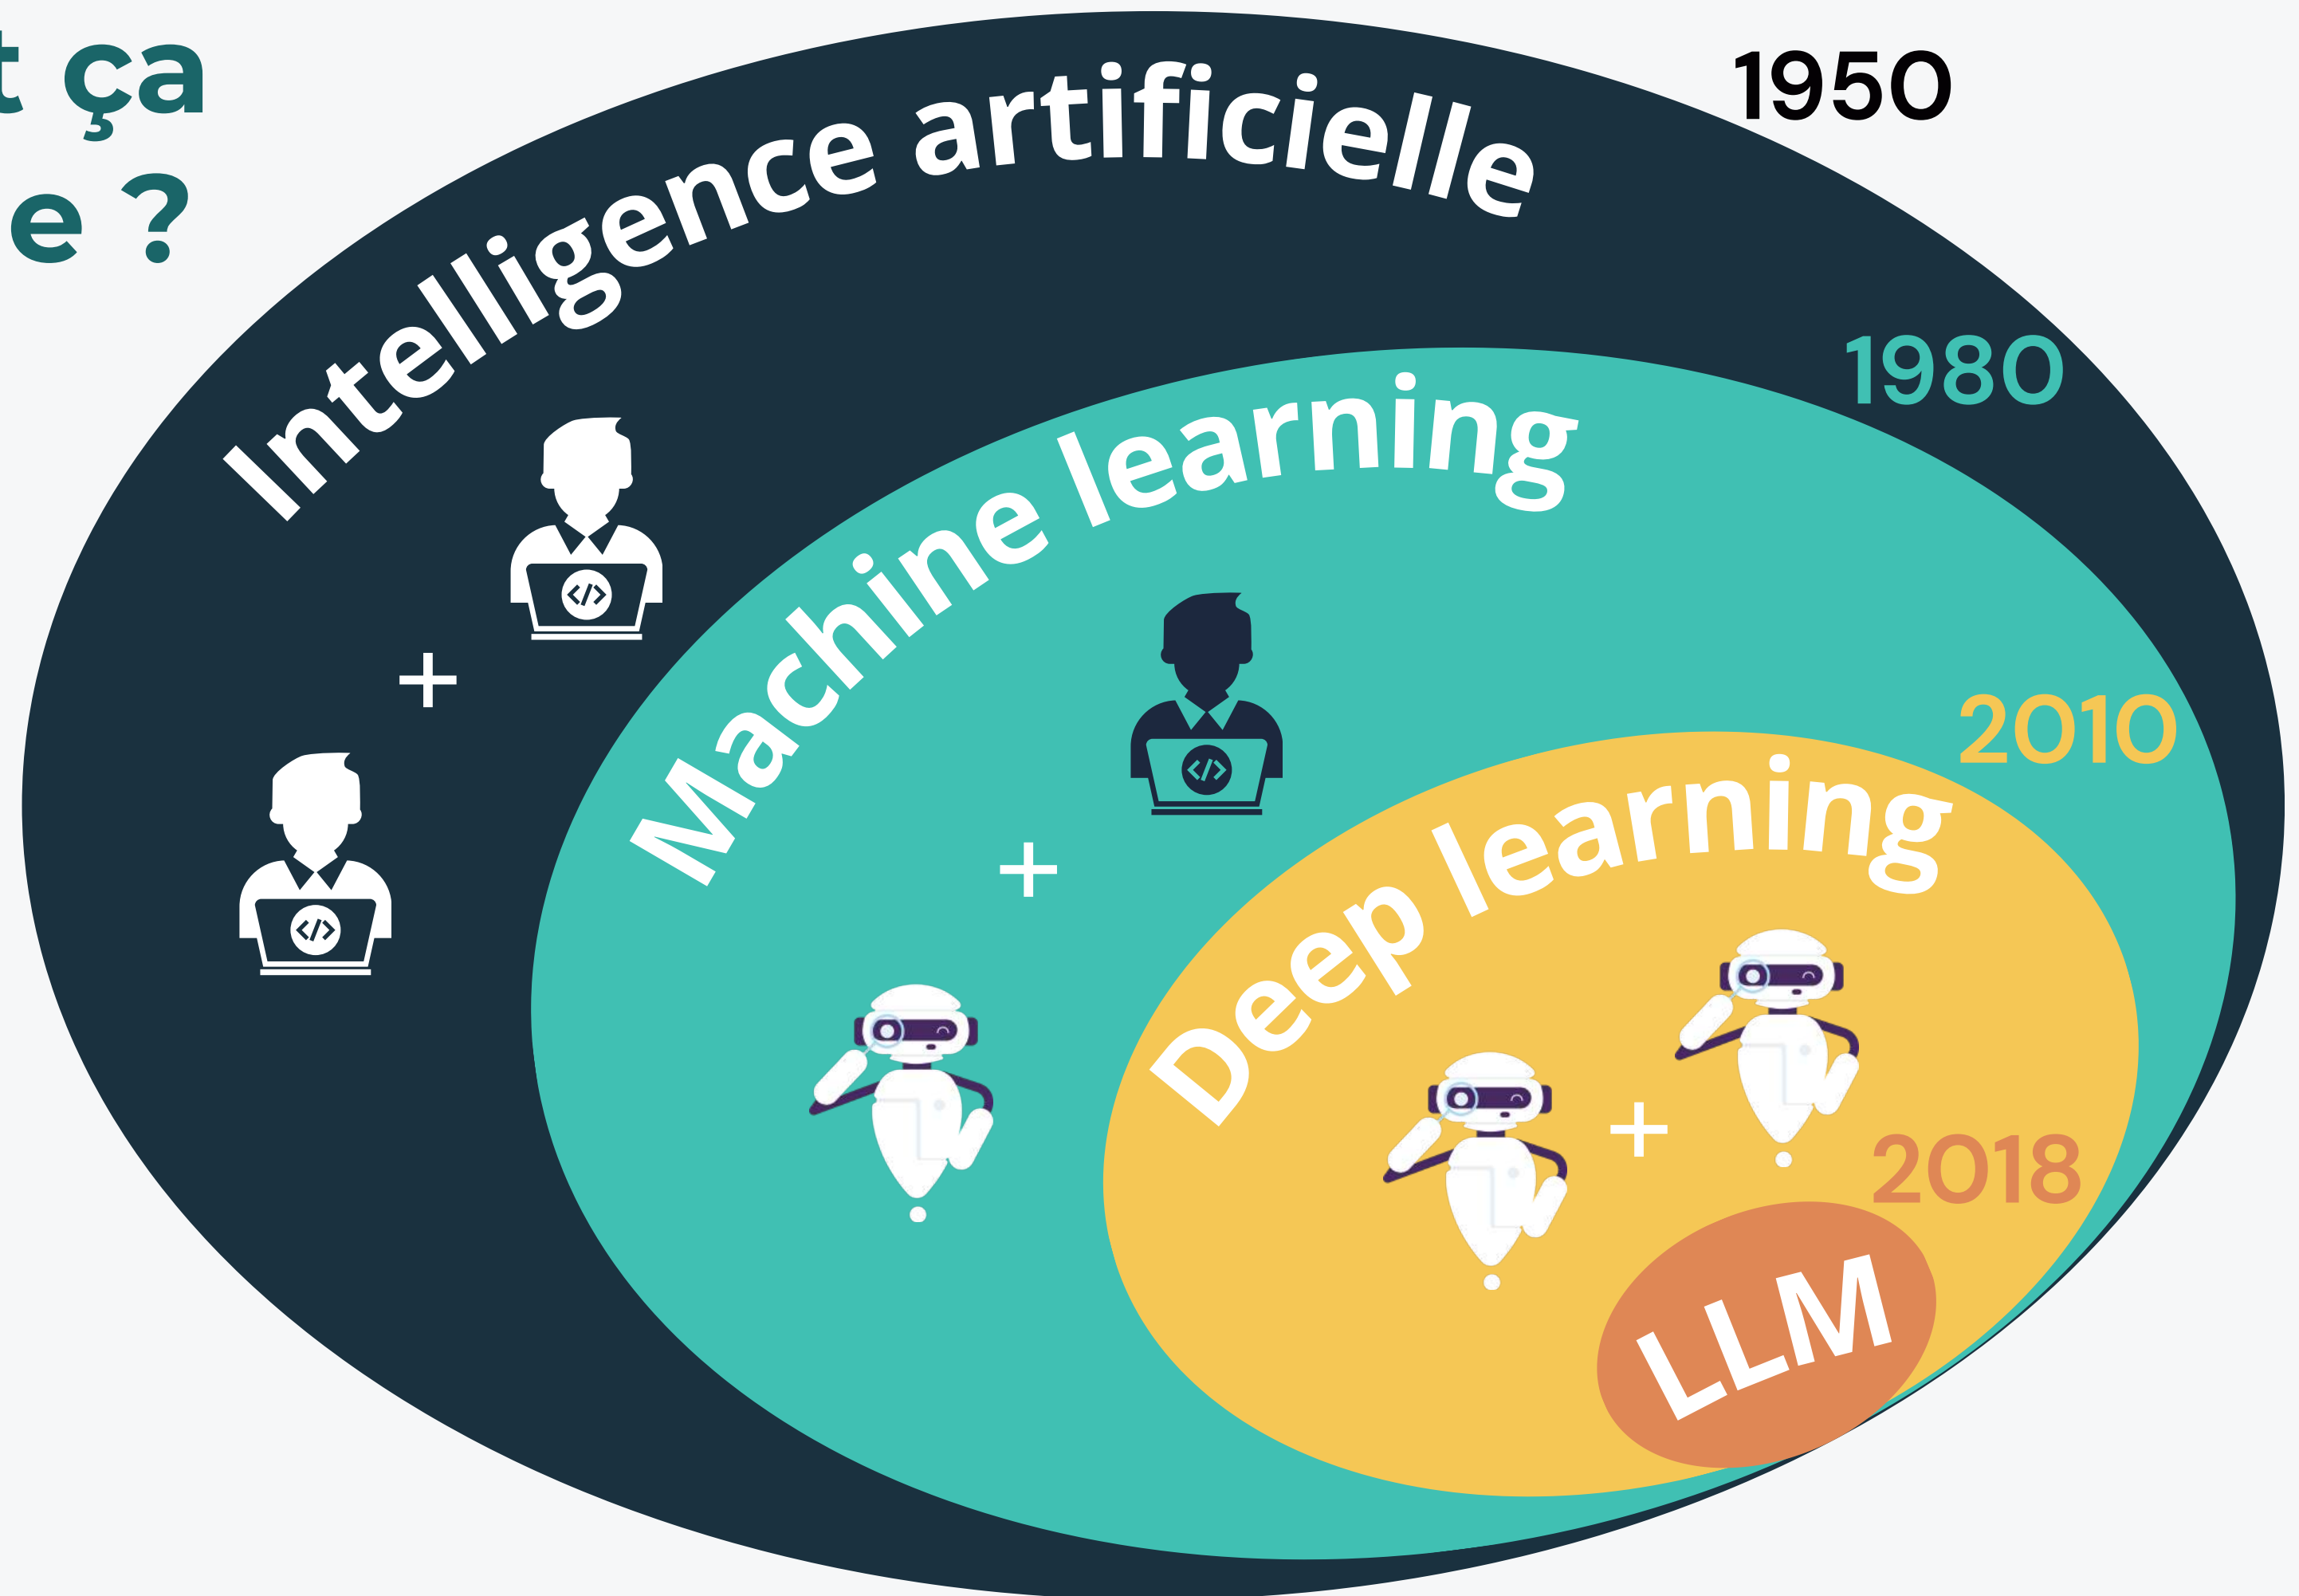 ça
e ?
1950
Intelligence artificielle
1980
Machine learning
2010
Deep learning
2018
LLM